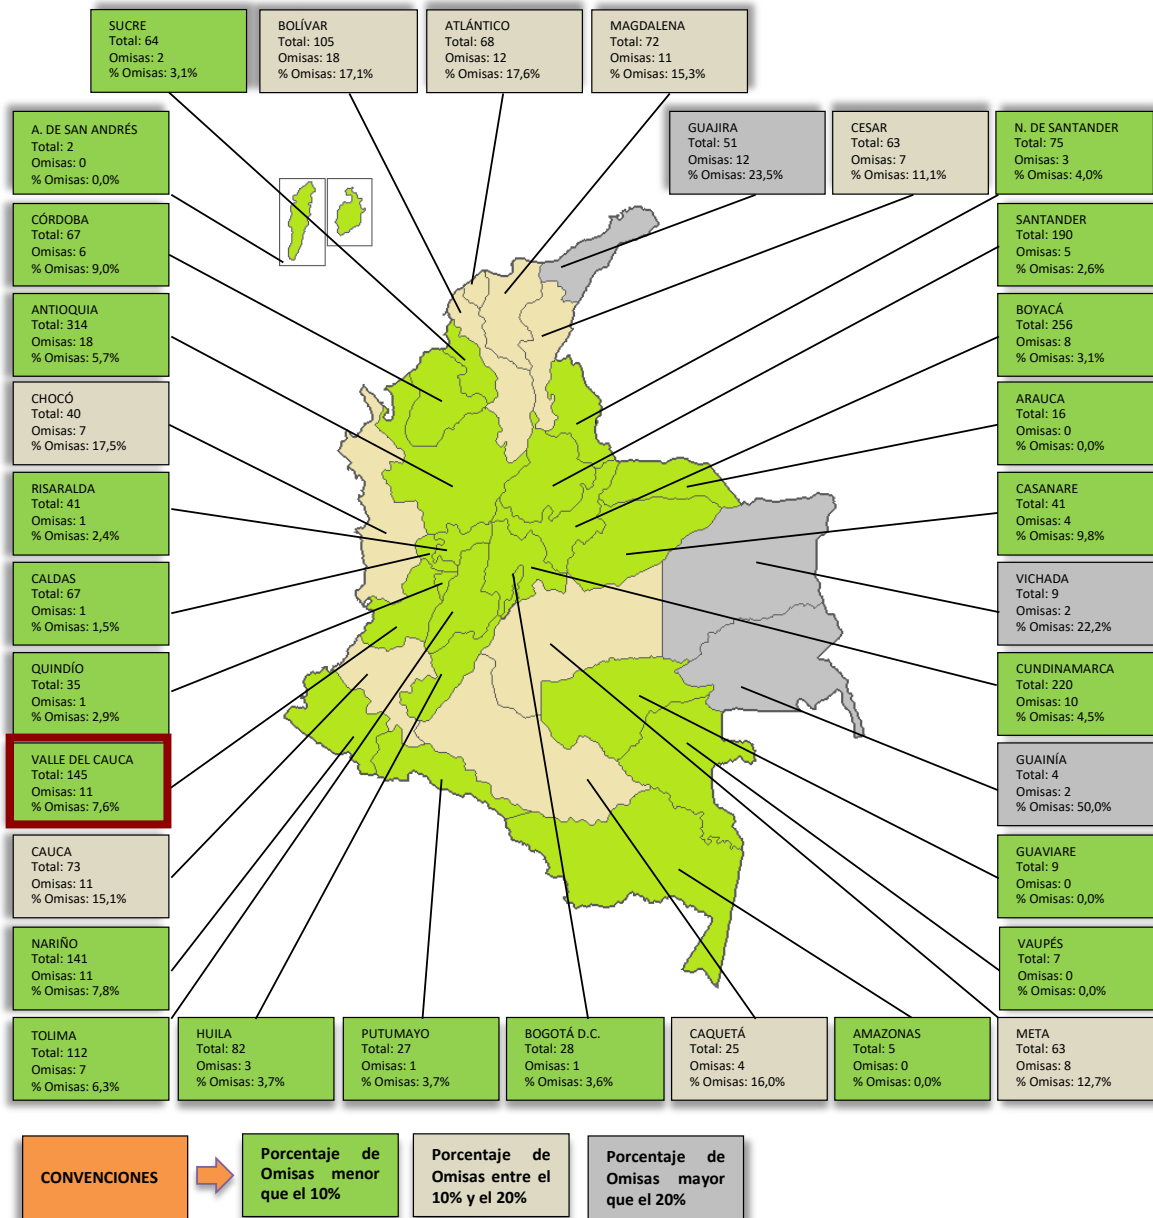 SUCRE
Total: 64
Omisas: 2
% Omisas: 3,1%
BOLÍVAR
Total: 105
Omisas: 18
% Omisas: 17,1%
ATLÁNTICO
Total: 68
Omisas: 12
% Omisas: 17,6%
MAGDALENA
Total: 72
Omisas: 11
% Omisas: 15,3%
A. DE SAN ANDRÉS
Total: 2
Omisas: 0
% Omisas: 0,0%
GUAJIRA
Total: 51
Omisas: 12
% Omisas: 23,5%
CESAR
Total: 63
Omisas: 7
% Omisas: 11,1%
N. DE SANTANDER
Total: 75
Omisas: 3
% Omisas: 4,0%
CÓRDOBA
Total: 67
Omisas: 6
% Omisas: 9,0%
SANTANDER
Total: 190
Omisas: 5
% Omisas: 2,6%
ANTIOQUIA
Total: 314
Omisas: 18
% Omisas: 5,7%
BOYACÁ
Total: 256
Omisas: 8
% Omisas: 3,1%
CHOCÓ
Total: 40
Omisas: 7
% Omisas: 17,5%
ARAUCA
Total: 16
Omisas: 0
% Omisas: 0,0%
RISARALDA
Total: 41
Omisas: 1
% Omisas: 2,4%
CASANARE
Total: 41
Omisas: 4
% Omisas: 9,8%
CALDAS
Total: 67
Omisas: 1
% Omisas: 1,5%
VICHADA
Total: 9
Omisas: 2
% Omisas: 22,2%
QUINDÍO
Total: 35
Omisas: 1
% Omisas: 2,9%
CUNDINAMARCA
Total: 220
Omisas: 10
% Omisas: 4,5%
VALLE DEL CAUCA
Total: 145
Omisas: 11
% Omisas: 7,6%
GUAINÍA
Total: 4
Omisas: 2
% Omisas: 50,0%
CAUCA
Total: 73
Omisas: 11
% Omisas: 15,1%
GUAVIARE
Total: 9
Omisas: 0
% Omisas: 0,0%
NARIÑO
Total: 141
Omisas: 11
% Omisas: 7,8%
VAUPÉS
Total: 7
Omisas: 0
% Omisas: 0,0%
TOLIMA
Total: 112
Omisas: 7
% Omisas: 6,3%
HUILA
Total: 82
Omisas: 3
% Omisas: 3,7%
PUTUMAYO
Total: 27
Omisas: 1
% Omisas: 3,7%
BOGOTÁ D.C.
Total: 28
Omisas: 1
% Omisas: 3,6%
CAQUETÁ
Total: 25
Omisas: 4
% Omisas: 16,0%
AMAZONAS
Total: 5
Omisas: 0
% Omisas: 0,0%
META
Total: 63
Omisas: 8
% Omisas: 12,7%
CONVENCIONES
Porcentaje de
Omisas menor
que el 10%
Porcentaje de
Omisas entre el
10% y el 20%
Porcentaje de
Omisas mayor
que el 20%